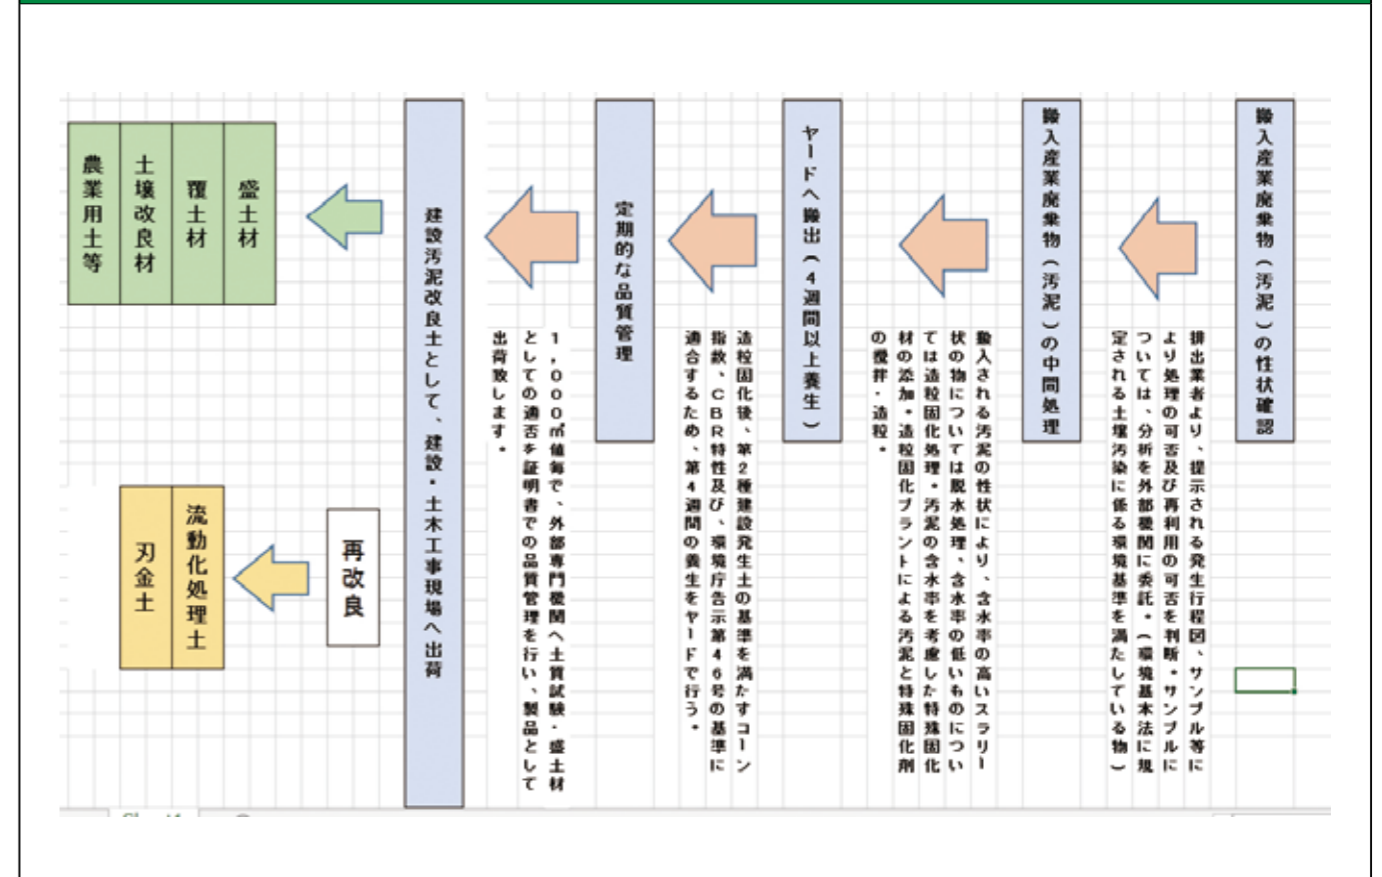 搬入産業廃棄物(汚泥)の性状確認
排出業者より、提示される発生行程図、サンプル等に
より処理の可否及び再利用の可否を判断。サンプルに
ついては、分析を外部機関に委託。(環境基本法に規
定される土壌汚染に係る環境基準を満たしている物)
搬入産業廃棄物(汚泥)の中間処理
搬入される汚泥の性状により、含水率の高いスラリー
状の物については脱水処理、含水率の低いものについ
ては造粒固化処理。汚泥の含水率を考慮した特殊固化
材の添加。造粒固化プラントによる汚泥と特殊固化剤
の攪拌・造粒。
ヤードへ搬出(4週間以上養生)
造粒固化後、第2種建設発生土の基準を満たすコーン
指数、CBR特性及び、環境庁告示第46号の基準に
適合するため、第4週間の養生をヤードで行う。
定期的な品質管理
1,000㎥値毎で、外部専門機関へ土質試験・盛土材
としての適否を証明書での品質管理を行い、製品として
出荷致します。
建設汚泥改良土として、建設・土木工事現場へ出荷
盛土材
覆土材
土壌改良材
農業用土等
再改良
流動化処理土
刃金土